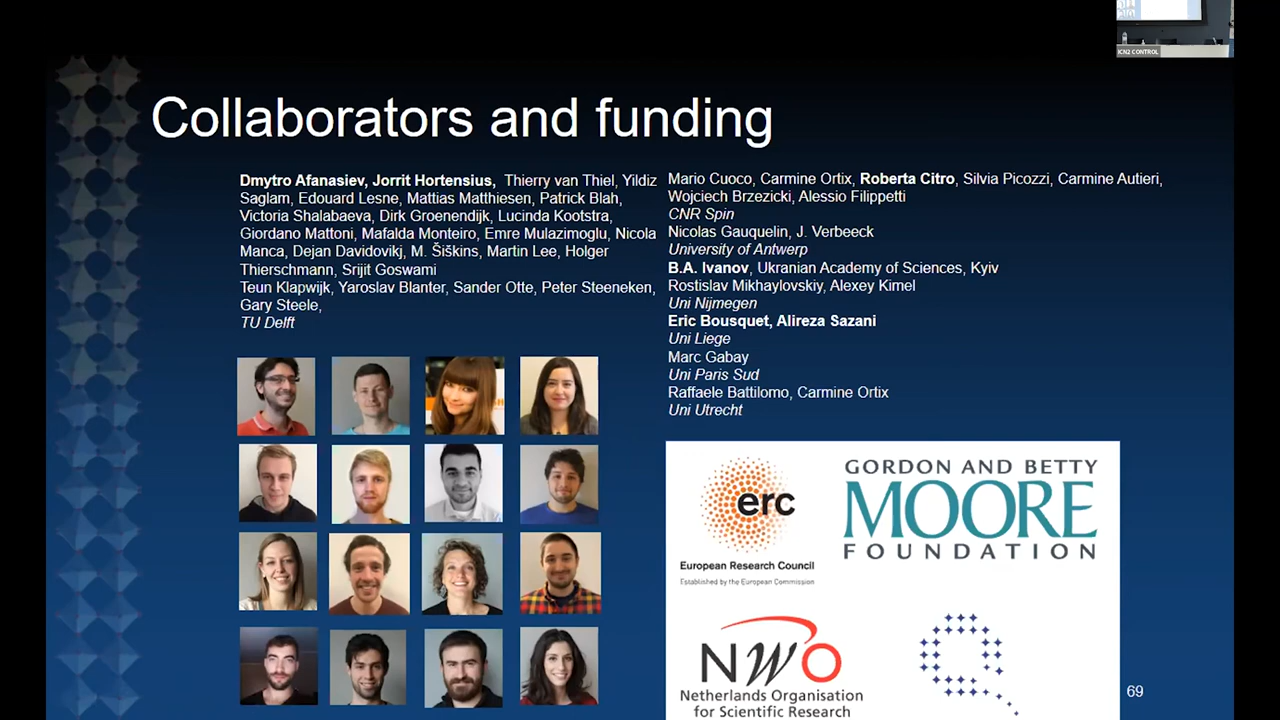 ICN2 CONTROL
Collaborators and funding
Dmytro Afanasiev, Jorrit Hortensius, Thierry van Thiel, Yildiz
Saglam, Edouard Lesne, Mattias Matthiesen, Patrick Blah,
Victoria Shalabaeva, Dirk Groenendijk, Lucinda Kootstra,
Giordano Mattoni, Mafalda Monteiro, Emre Mulazimoglu, Nicola
Manca, Dejan Davidovikj, M. Šiškins, Martin Lee, Holger
Thierschmann, Srijit Goswami
Teun Klapwijk, Yaroslav Blanter, Sander Otte, Peter Steeneken,
Gary Steele,
TU Delft
Mario Cuoco, Carmine Ortix, Roberta Citro, Silvia Picozzi, Carmine Autieri,
Wojciech Brzezicki, Alessio Filippetti
CNR Spin
Nicolas Gauquelin, J. Verbeeck
University of Antwerp
B.A. Ivanov, Ukranian Academy of Sciences, Kyiv
Rostislav Mikhaylovskiy, Alexey Kimel
Uni Nijmegen
Eric Bousquet, Alireza Sazani
Uni Liege
Marc Gabay
Uni Paris Sud
Raffaele Battilomo, Carmine Ortix
Uni Utrecht
erc
European Research Council
Established by the European Commission
GORDON AND BETTY
MOORE
FOUNDATION
NWO
Netherlands Organisation
for Scientific Research
69